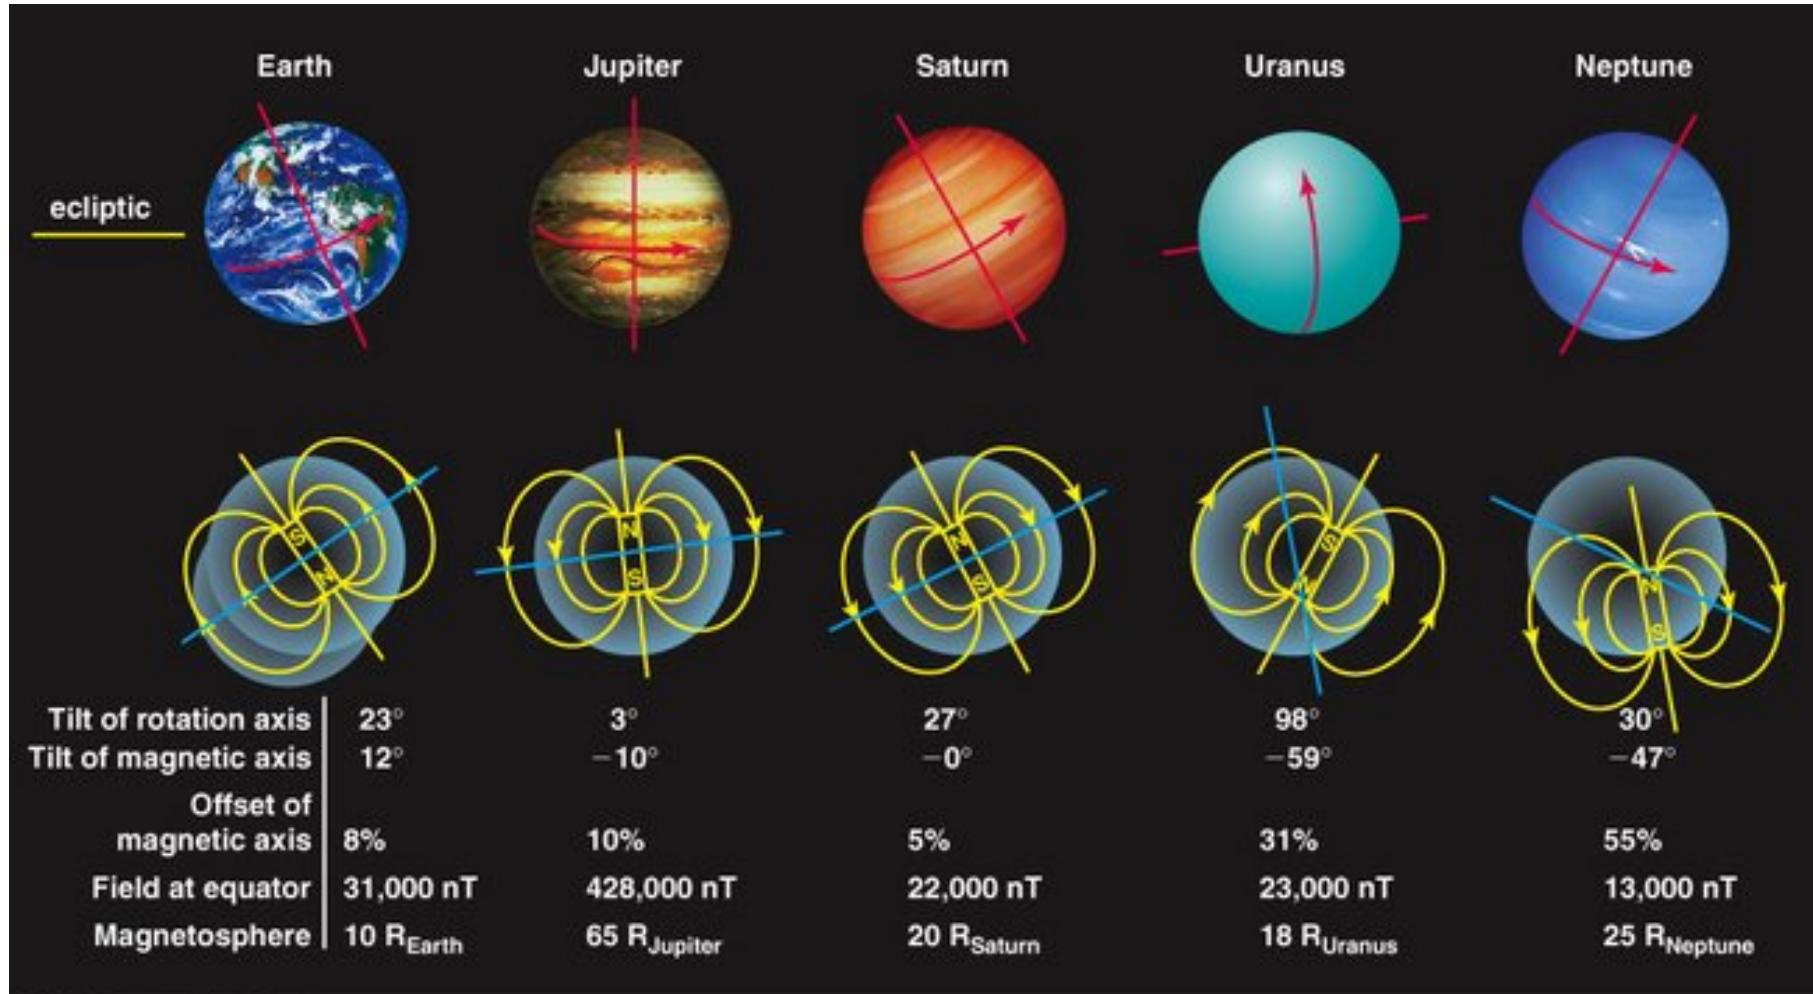 Earth Jupiter Saturn Uranus Neptune
ecliptic
S N N S N S S N N S
Tilt of rotation axis 23° 3° 27° 98° 30°
Tilt of magnetic axis 12° −10° −0° −59° −47°
Offset of
magnetic axis 8% 10% 5% 31% 55%
Field at equator 31,000 nT 428,000 nT 22,000 nT 23,000 nT 13,000 nT
Magnetosphere 10 REarth 65 RJupiter 20 RSaturn 18 RUranus 25 RNeptune